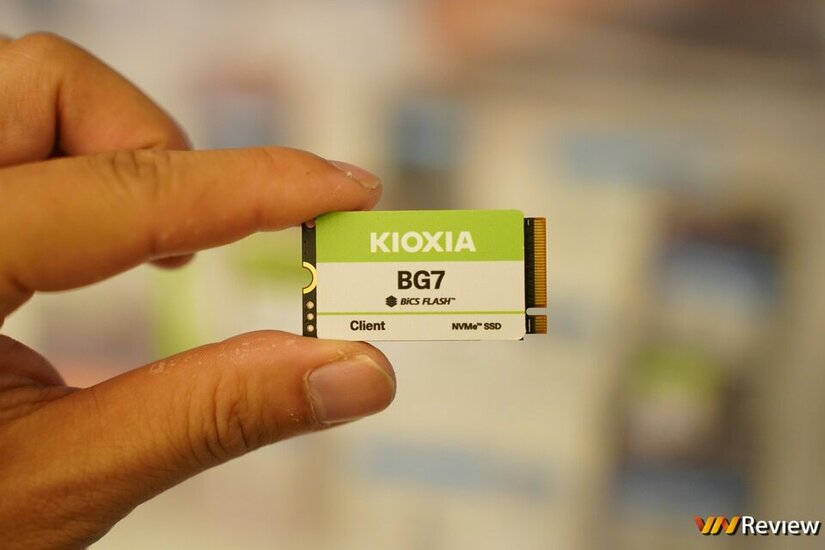 KIOXIA
BG7
BiCS FLASH™
Client NVMe™ SSD
VNReview